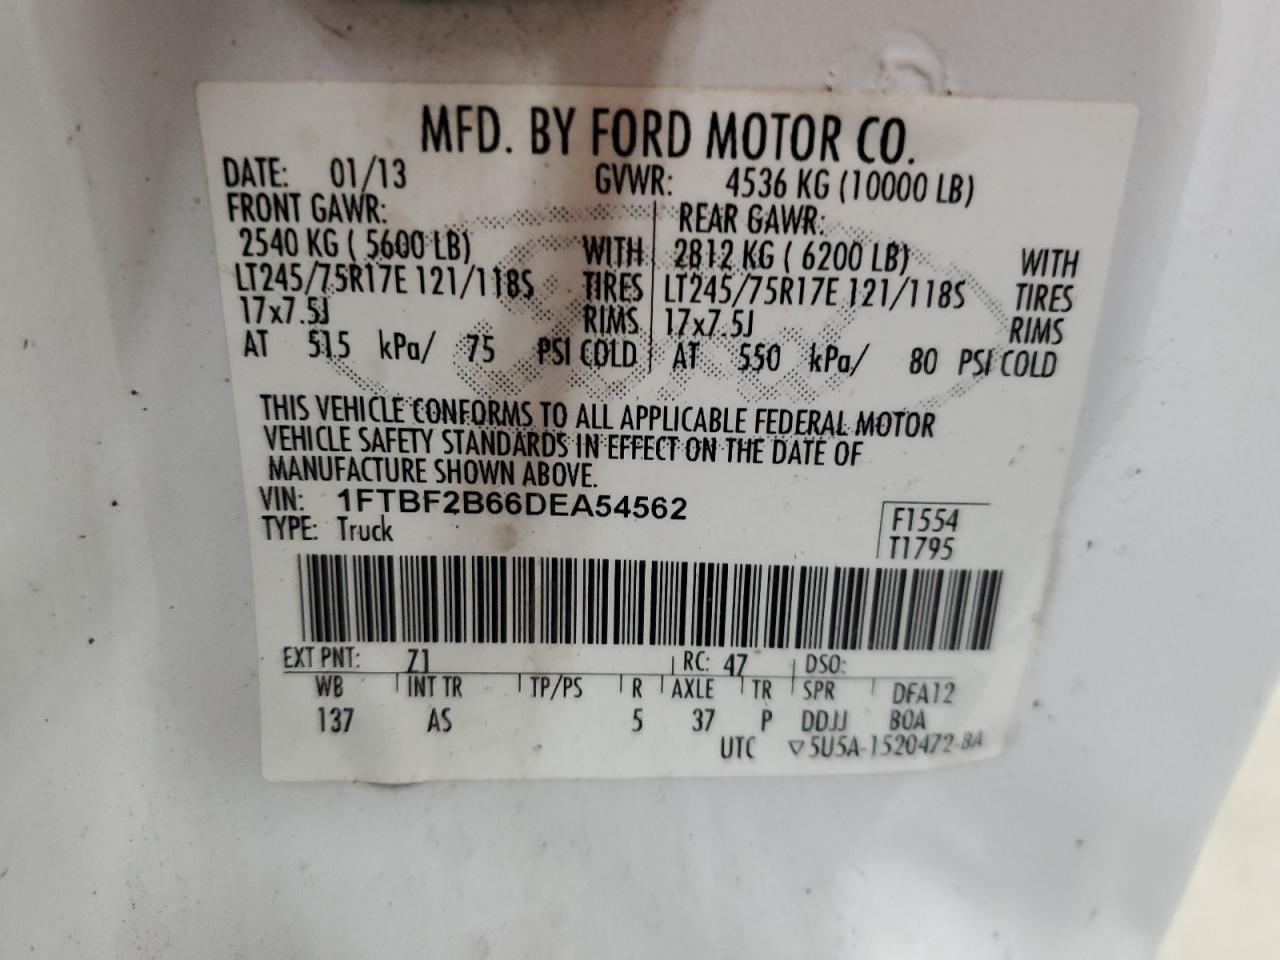 MFD. BY FORD MOTOR CO.
DATE: 01/13 GVWR: 4536 KG (10000 LB)
FRONT GAWR: REAR GAWR:
2540 KG ( 5600 LB) WITH 2812 KG ( 6200 LB) WITH
LT245/75R17E 121/118S TIRES LT245/75R17E 121/118S TIRES
17x7.5J RIMS 17x7.5J RIMS
AT 515 kPa/ 75 PSI COLD AT 550 kPa/ 80 PSI COLD
THIS VEHICLE CONFORMS TO ALL APPLICABLE FEDERAL MOTOR
VEHICLE SAFETY STANDARDS IN EFFECT ON THE DATE OF
MANUFACTURE SHOWN ABOVE.
VIN: 1FTBF2B66DEA54562 F1554
TYPE: Truck T1795
EXT PNT: Z1 RC: 47 DSO:
WB INT TR TP/PS R AXLE TR SPR DFA12
137 AS 5 37 P DDJJ BOA
UTC ▽5U5A-1520472-BA